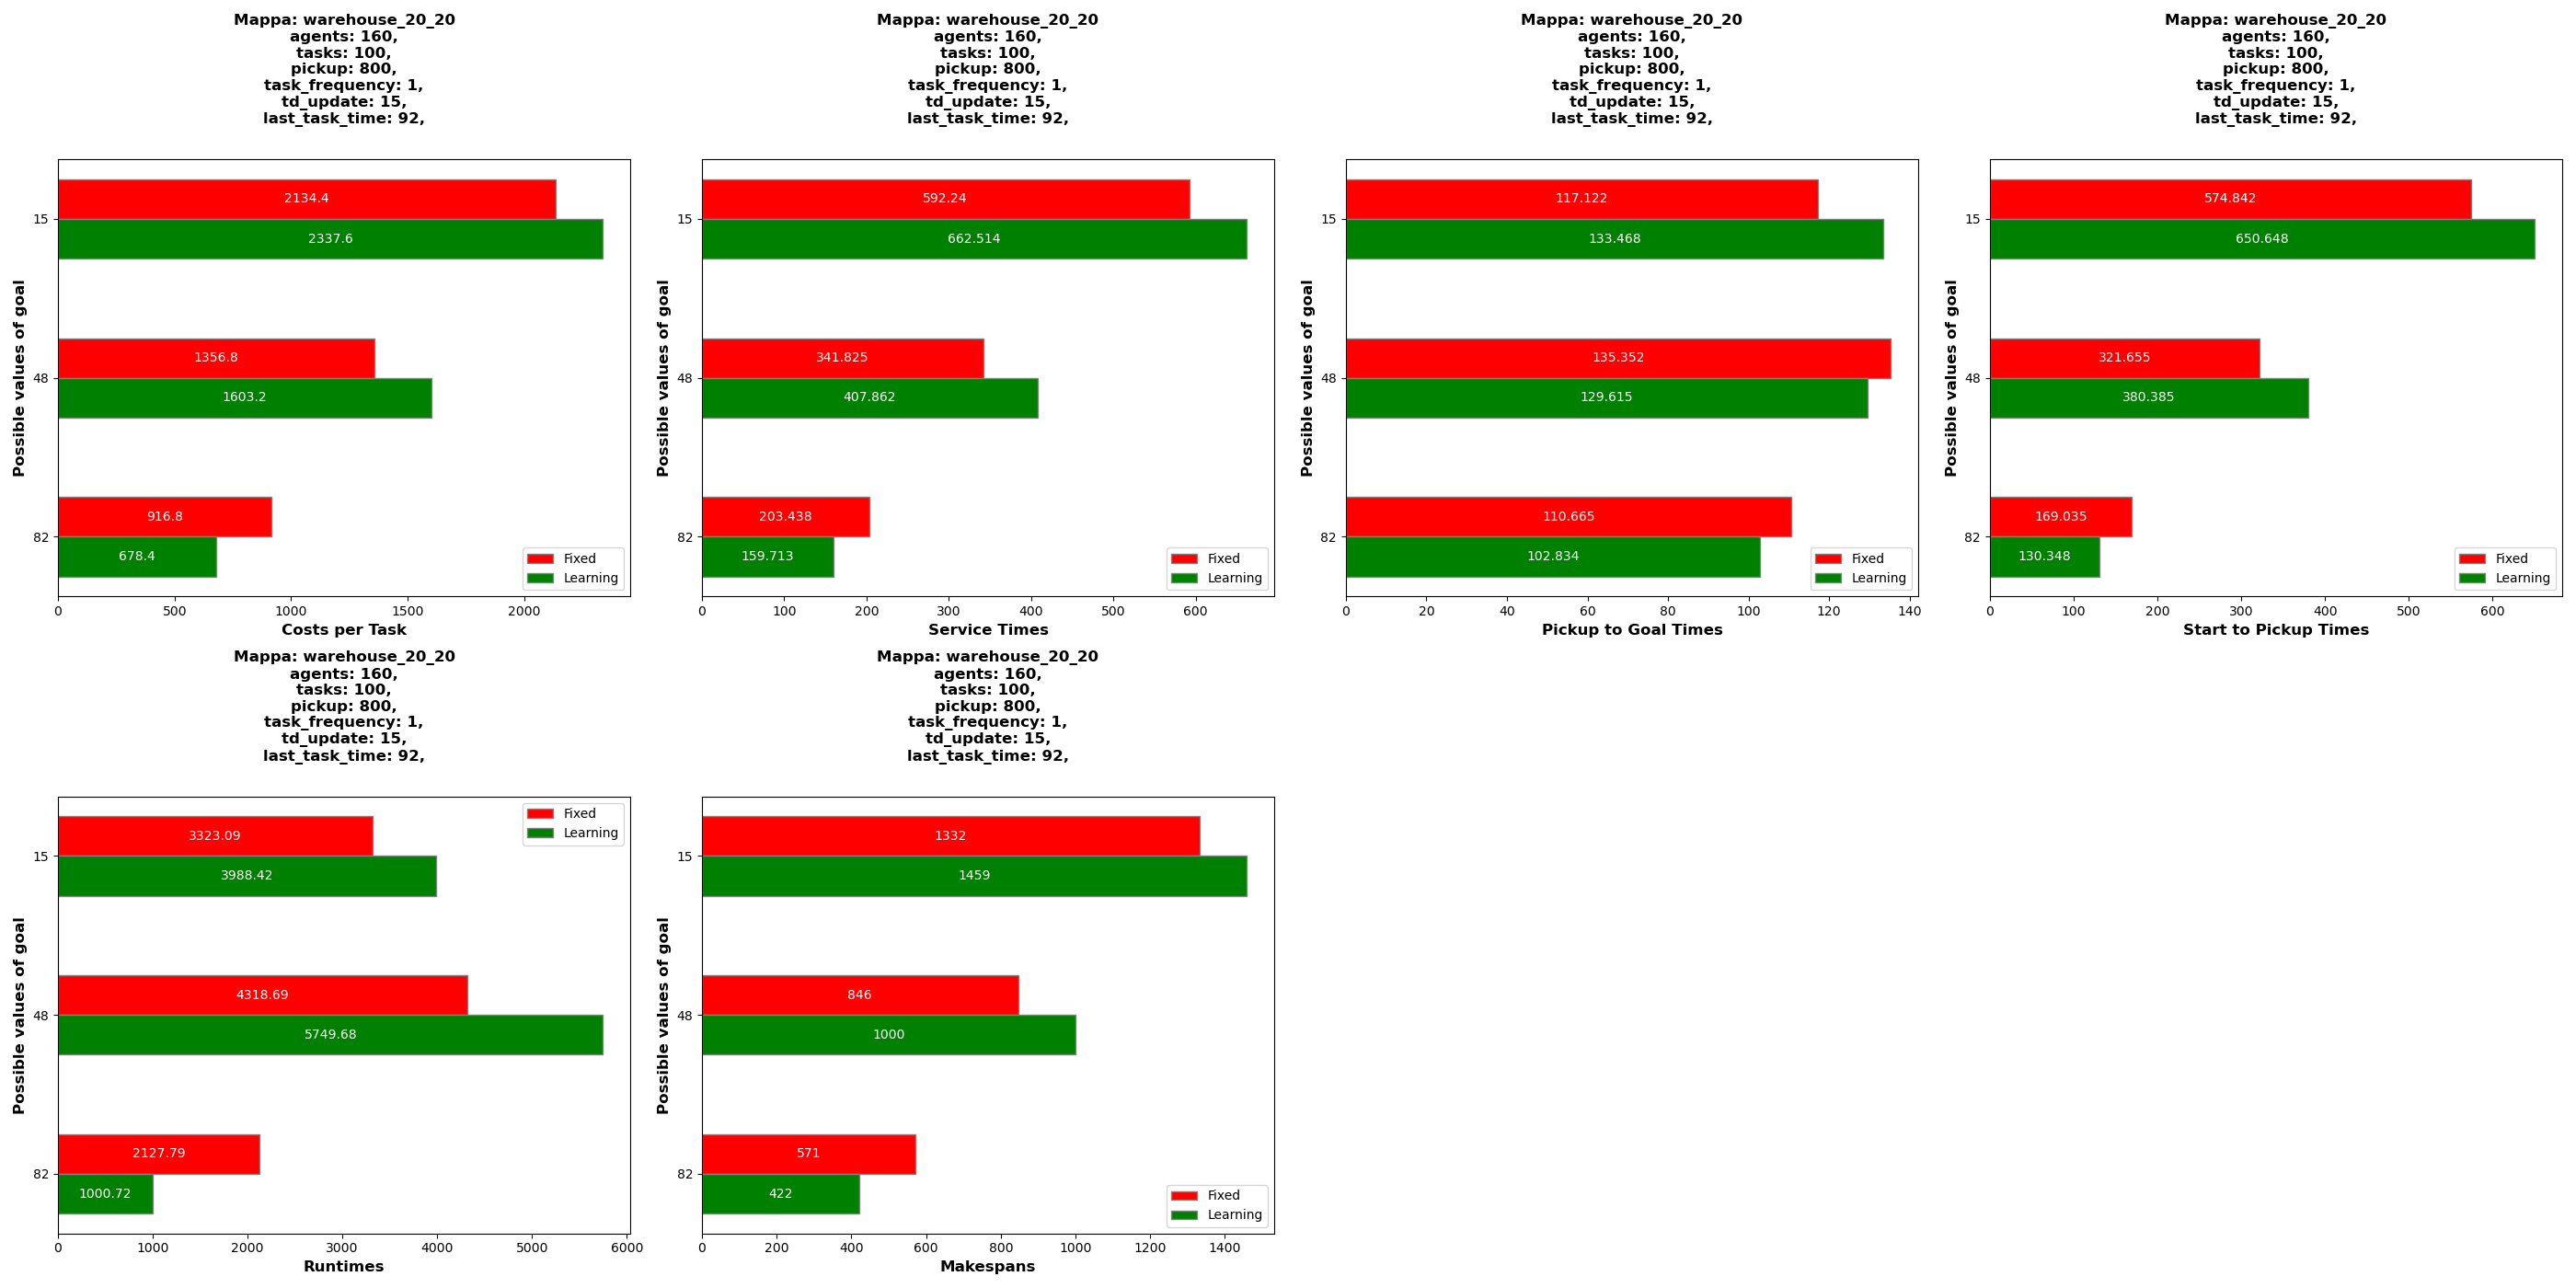 Mappa: warehouse_20_20
agents: 160,
tasks: 100,
pickup: 800,
task_frequency: 1,
td_update: 15,
last_task_time: 92,
Possible values of goal
15
2134.4
2337.6
48
1356.8
1603.2
82
916.8
678.4
Fixed
Learning
0 500 1000 1500 2000
Costs per Task
Mappa: warehouse_20_20
agents: 160,
tasks: 100,
pickup: 800,
task_frequency: 1,
td_update: 15,
last_task_time: 92,
Possible values of goal
15
592.24
662.514
48
341.825
407.862
82
203.438
159.713
Fixed
Learning
0 100 200 300 400 500 600
Service Times
Mappa: warehouse_20_20
agents: 160,
tasks: 100,
pickup: 800,
task_frequency: 1,
td_update: 15,
last_task_time: 92,
Possible values of goal
15
117.122
133.468
48
135.352
129.615
82
110.665
102.834
Fixed
Learning
0 20 40 60 80 100 120 140
Pickup to Goal Times
Mappa: warehouse_20_20
agents: 160,
tasks: 100,
pickup: 800,
task_frequency: 1,
td_update: 15,
last_task_time: 92,
Possible values of goal
15
574.842
650.648
48
321.655
380.385
82
169.035
130.348
Fixed
Learning
0 100 200 300 400 500 600
Start to Pickup Times
Mappa: warehouse_20_20
agents: 160,
tasks: 100,
pickup: 800,
task_frequency: 1,
td_update: 15,
last_task_time: 92,
Possible values of goal
Fixed
Learning
15
3323.09
3988.42
48
4318.69
5749.68
82
2127.79
1000.72
0 1000 2000 3000 4000 5000 6000
Runtimes
Mappa: warehouse_20_20
agents: 160,
tasks: 100,
pickup: 800,
task_frequency: 1,
td_update: 15,
last_task_time: 92,
Possible values of goal
15
1332
1459
48
846
1000
82
571
422
Fixed
Learning
0 200 400 600 800 1000 1200 1400
Makespans